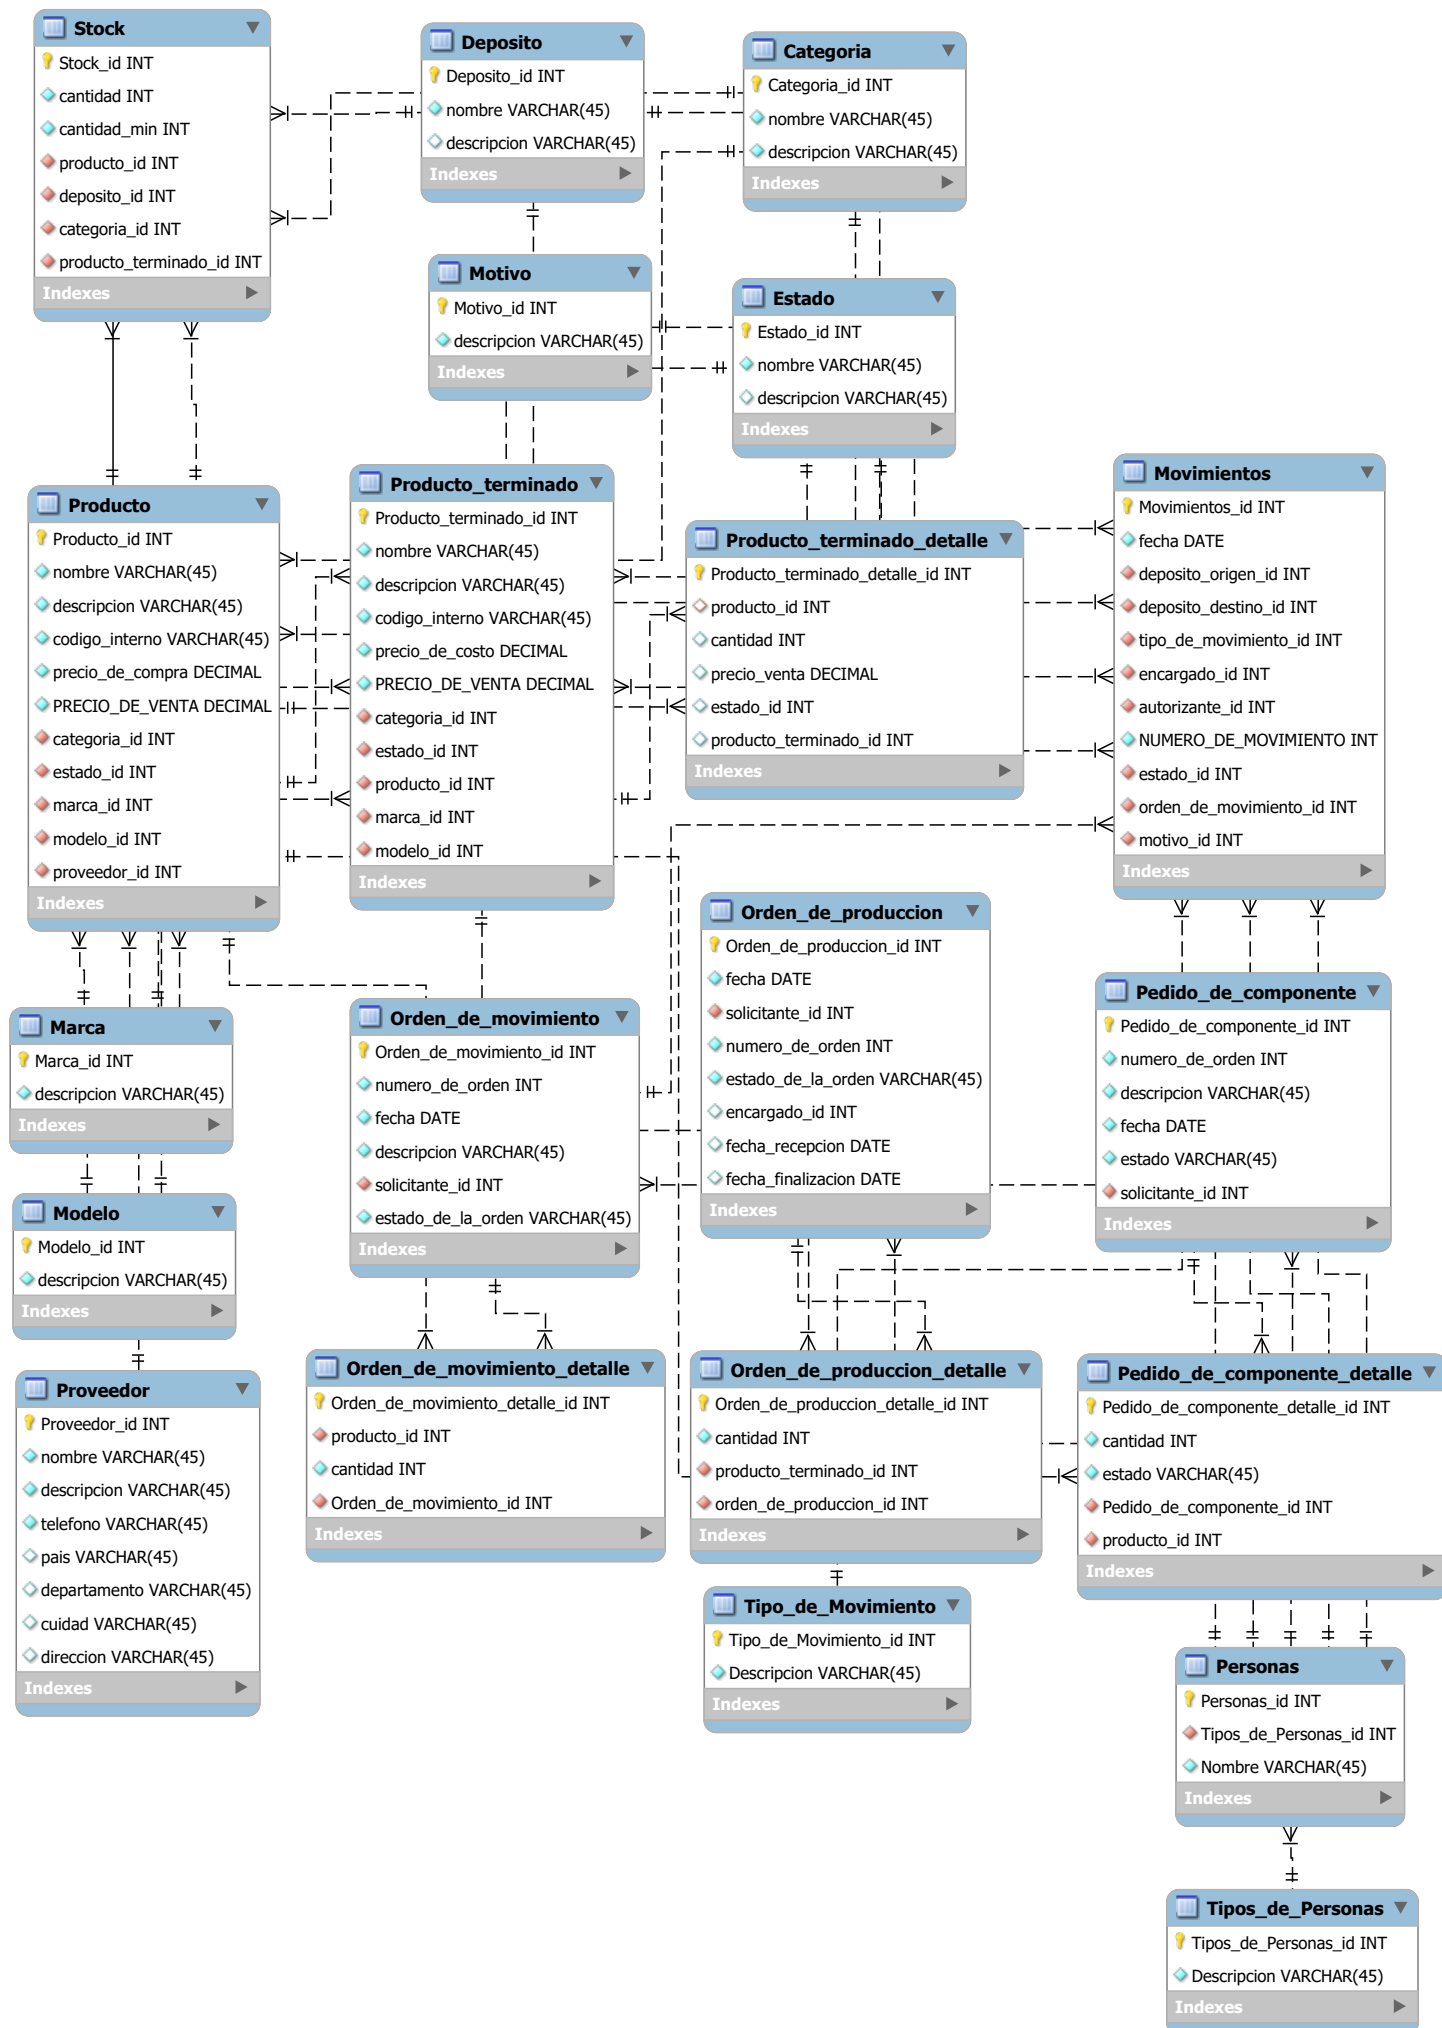 Stock
Stock_id INT
cantidad INT
cantidad_min INT
producto_id INT
deposito_id INT
categoria_id INT
producto_terminado_id INT
Indexes
Deposito
Deposito_id INT
nombre VARCHAR(45)
descripcion VARCHAR(45)
Indexes
Categoria
Categoria_id INT
nombre VARCHAR(45)
descripcion VARCHAR(45)
Indexes
Motivo
Motivo_id INT
descripcion VARCHAR(45)
Indexes
Estado
Estado_id INT
nombre VARCHAR(45)
descripcion VARCHAR(45)
Indexes
Producto
Producto_id INT
nombre VARCHAR(45)
descripcion VARCHAR(45)
codigo_interno VARCHAR(45)
precio_de_compra DECIMAL
PRECIO_DE_VENTA DECIMAL
categoria_id INT
estado_id INT
marca_id INT
modelo_id INT
proveedor_id INT
Indexes
Producto_terminado
Producto_terminado_id INT
nombre VARCHAR(45)
descripcion VARCHAR(45)
codigo_interno VARCHAR(45)
precio_de_costo DECIMAL
PRECIO_DE_VENTA DECIMAL
categoria_id INT
estado_id INT
producto_id INT
marca_id INT
modelo_id INT
Indexes
Producto_terminado_detalle
Producto_terminado_detalle_id INT
producto_id INT
cantidad INT
precio_venta DECIMAL
estado_id INT
producto_terminado_id INT
Indexes
Movimientos
Movimientos_id INT
fecha DATE
deposito_origen_id INT
deposito_destino_id INT
tipo_de_movimiento_id INT
encargado_id INT
autorizante_id INT
NUMERO_DE_MOVIMIENTO INT
estado_id INT
orden_de_movimiento_id INT
motivo_id INT
Indexes
Marca
Marca_id INT
descripcion VARCHAR(45)
Indexes
Orden_de_movimiento
Orden_de_movimiento_id INT
numero_de_orden INT
fecha DATE
descripcion VARCHAR(45)
solicitante_id INT
estado_de_la_orden VARCHAR(45)
Indexes
Orden_de_produccion
Orden_de_produccion_id INT
fecha DATE
solicitante_id INT
numero_de_orden INT
estado_de_la_orden VARCHAR(45)
encargado_id INT
fecha_recepcion DATE
fecha_finalizacion DATE
Indexes
Pedido_de_componente
Pedido_de_componente_id INT
numero_de_orden INT
descripcion VARCHAR(45)
fecha DATE
estado VARCHAR(45)
solicitante_id INT
Indexes
Modelo
Modelo_id INT
descripcion VARCHAR(45)
Indexes
Proveedor
Proveedor_id INT
nombre VARCHAR(45)
descripcion VARCHAR(45)
telefono VARCHAR(45)
pais VARCHAR(45)
departamento VARCHAR(45)
cuidad VARCHAR(45)
direccion VARCHAR(45)
Indexes
Orden_de_movimiento_detalle
Orden_de_movimiento_detalle_id INT
producto_id INT
cantidad INT
Orden_de_movimiento_id INT
Indexes
Orden_de_produccion_detalle
Orden_de_produccion_detalle_id INT
cantidad INT
producto_terminado_id INT
orden_de_produccion_id INT
Indexes
Pedido_de_componente_detalle
Pedido_de_componente_detalle_id INT
cantidad INT
estado VARCHAR(45)
Pedido_de_componente_id INT
producto_id INT
Indexes
Tipo_de_Movimiento
Tipo_de_Movimiento_id INT
Descripcion VARCHAR(45)
Indexes
Personas
Personas_id INT
Tipos_de_Personas_id INT
Nombre VARCHAR(45)
Indexes
Tipos_de_Personas
Tipos_de_Personas_id INT
Descripcion VARCHAR(45)
Indexes